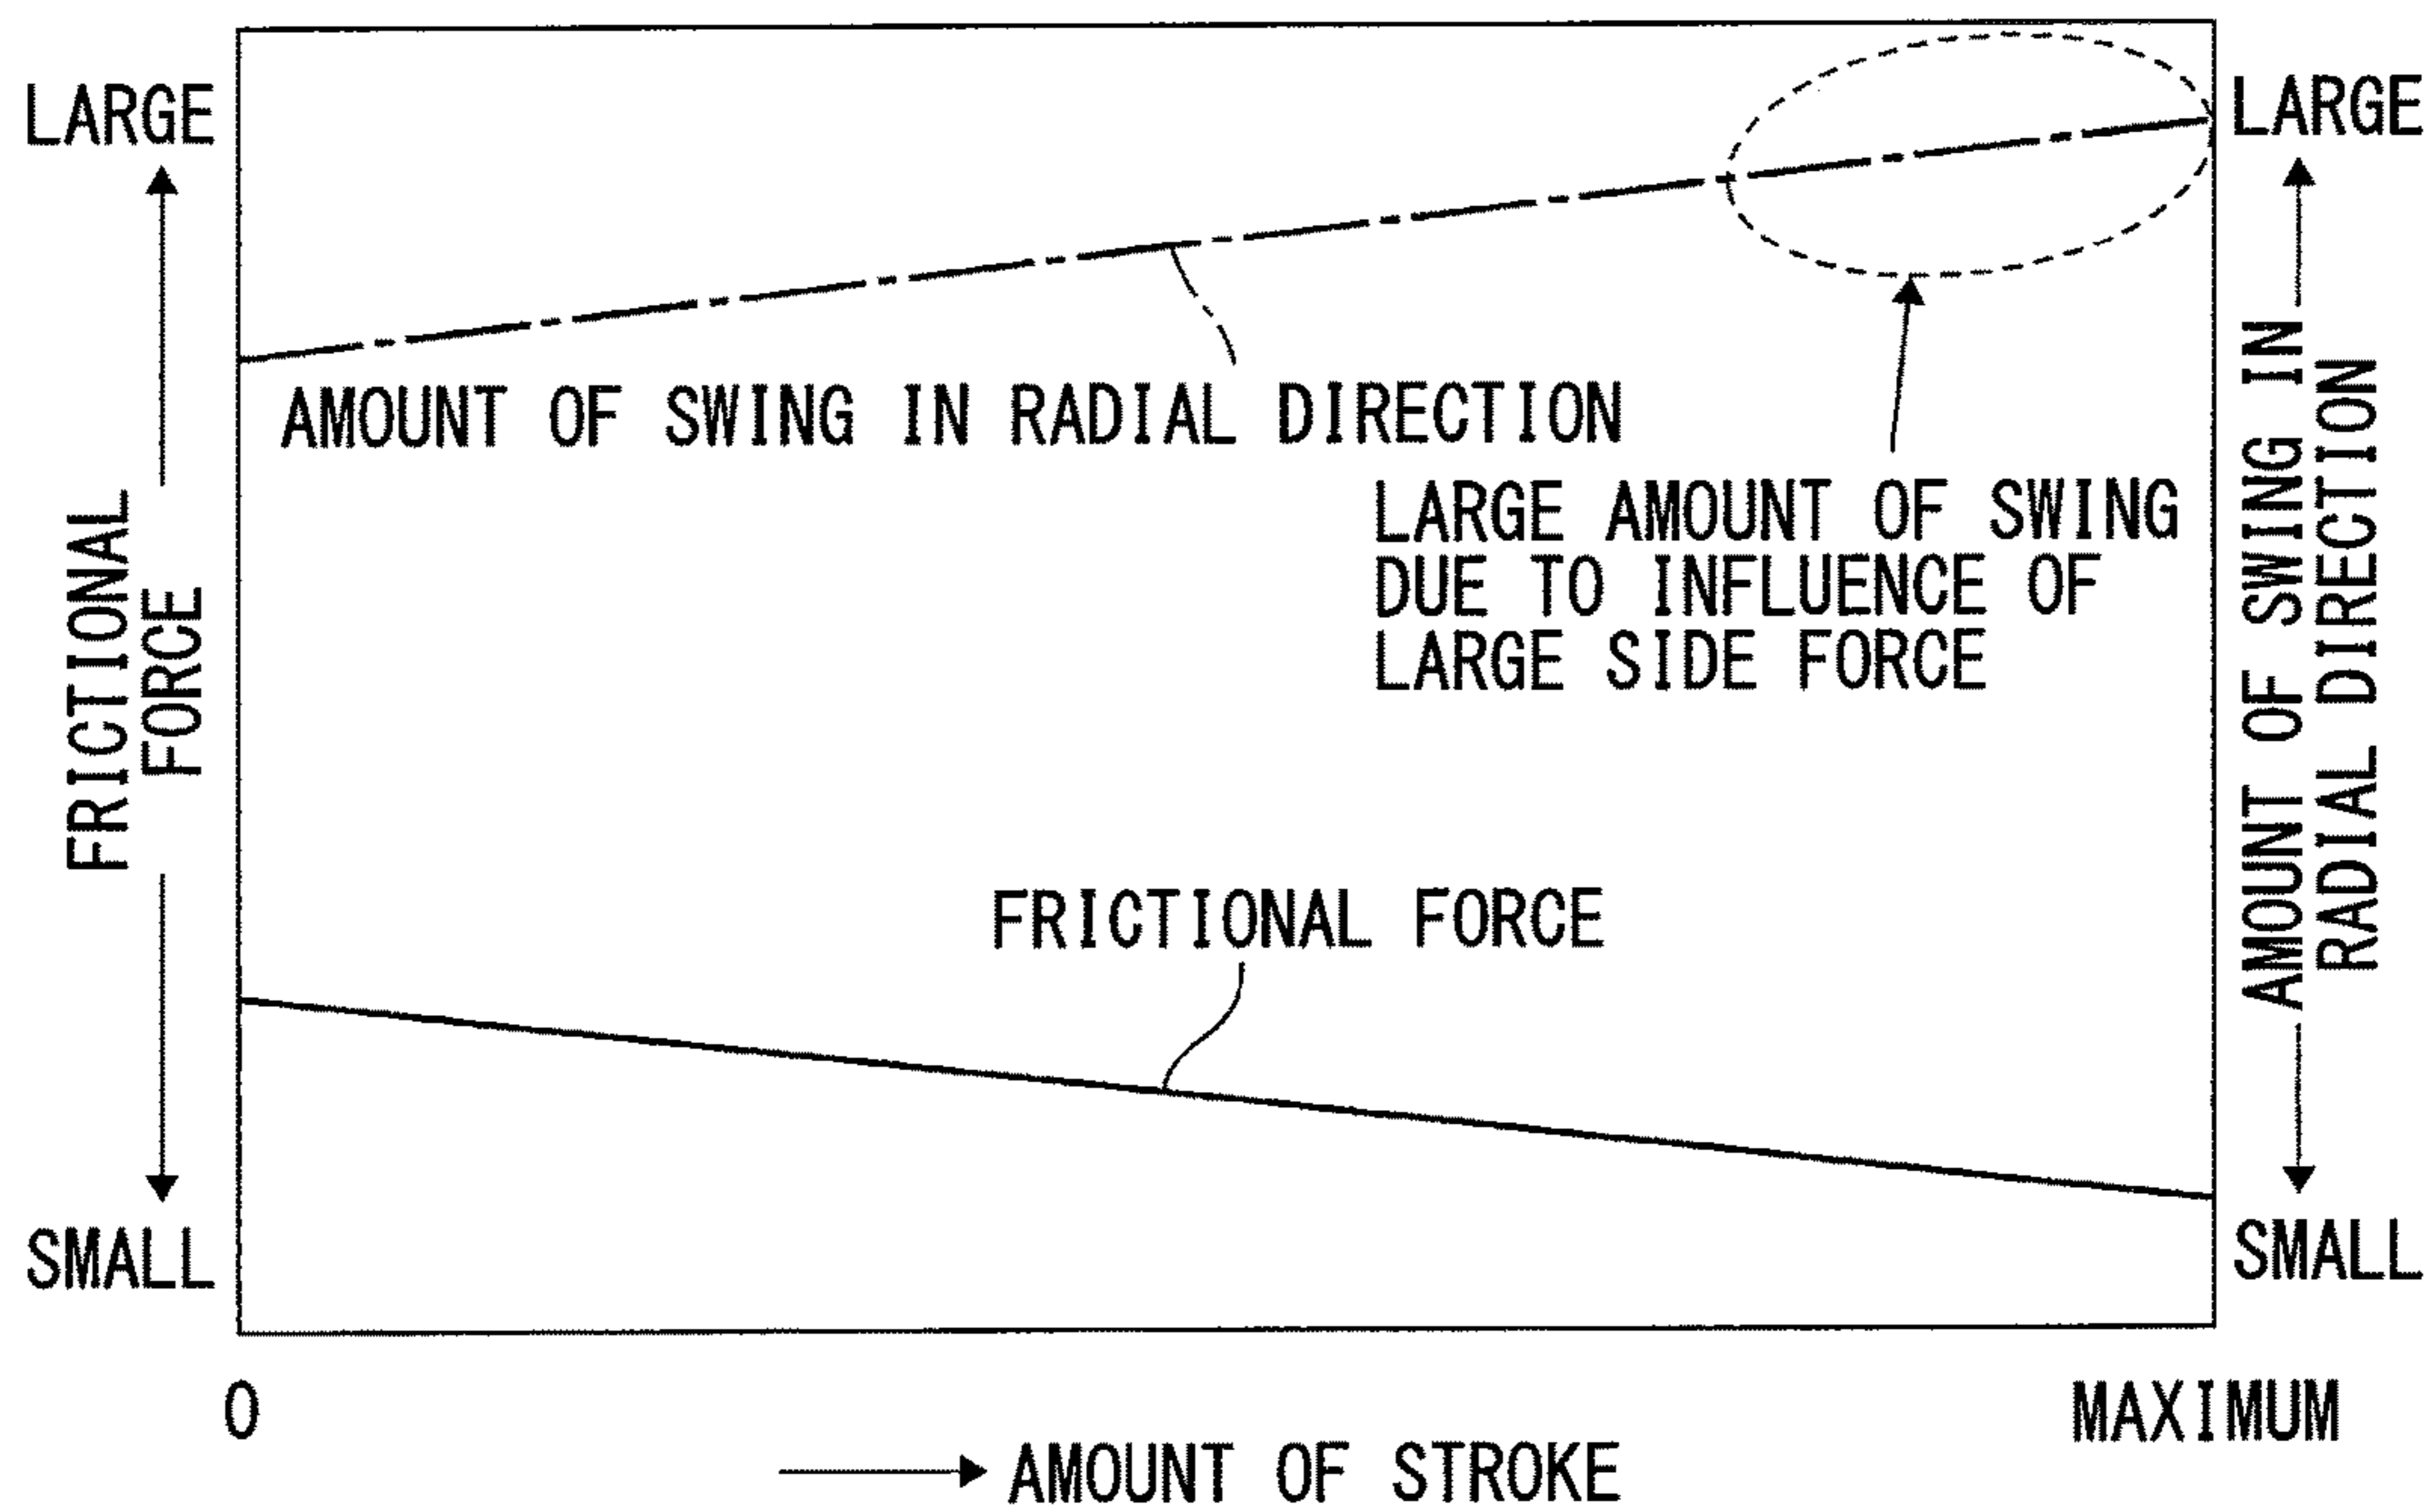 LARGE
FRICTIONAL
FORCE
SMALL
AMOUNT OF SWING IN RADIAL DIRECTION
LARGE AMOUNT OF SWING
DUE TO INFLUENCE OF
LARGE SIDE FORCE
FRICTIONAL FORCE
LARGE
AMOUNT OF SWING IN
RADIAL DIRECTION
SMALL
0
MAXIMUM
AMOUNT OF STROKE